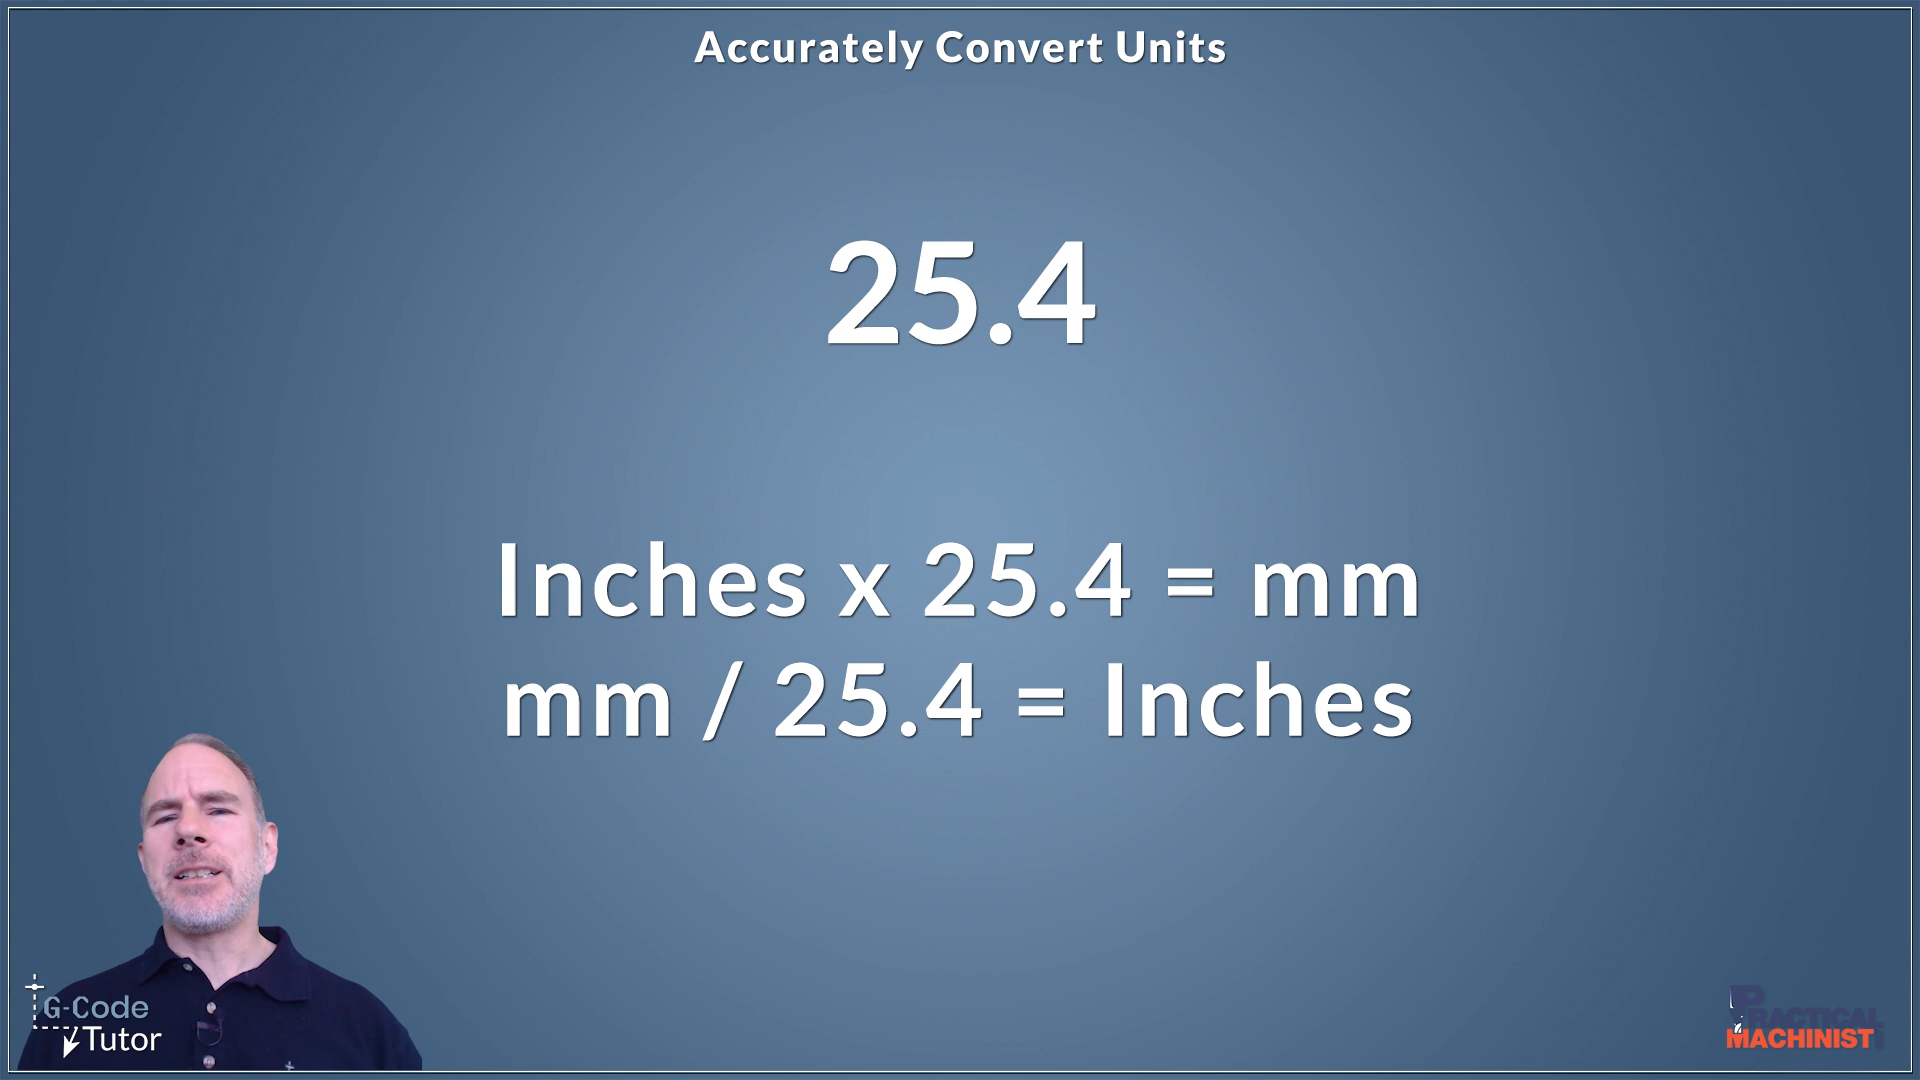 Accurately Convert Units
25.4
Inches x 25.4 = mm
mm / 25.4 = Inches
G-Code
Tutor
PRACTICAL
MACHINIST